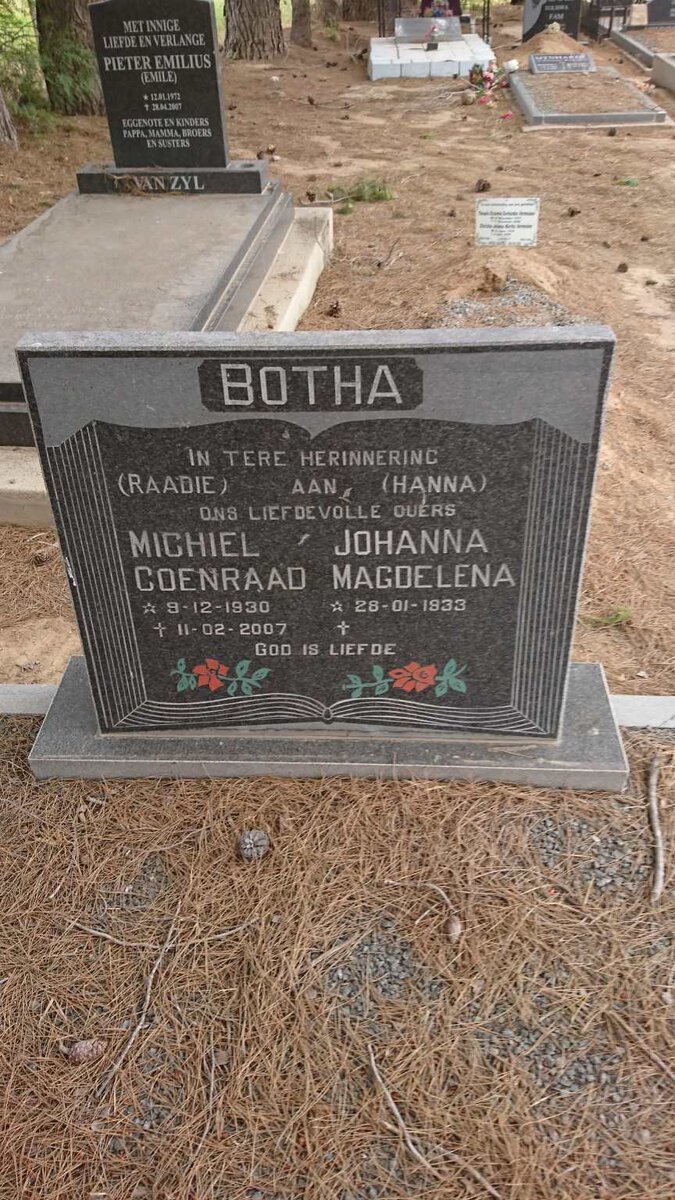 MET INNIGE
LIEFDE EN VERLANGE
PIETER EMILIUS
(EMILE)
☆ 12.01.1972
✝ 28.04.2007
EGGENOTE EN KINDERS
PAPPA, MAMMA, BROERS
EN SUSTERS
VAN ZYL
FAM
BOTHA
IN TERE HERINNERING
(RAADIE) AAN (HANNA)
ONS LIEFDEVOLLE OUERS
MICHIEL JOHANNA
COENRAAD MAGDELENA
☆ 9-12-1930 ☆ 28-01-1933
✝ 11-02-2007 ✝
GOD IS LIEFDE